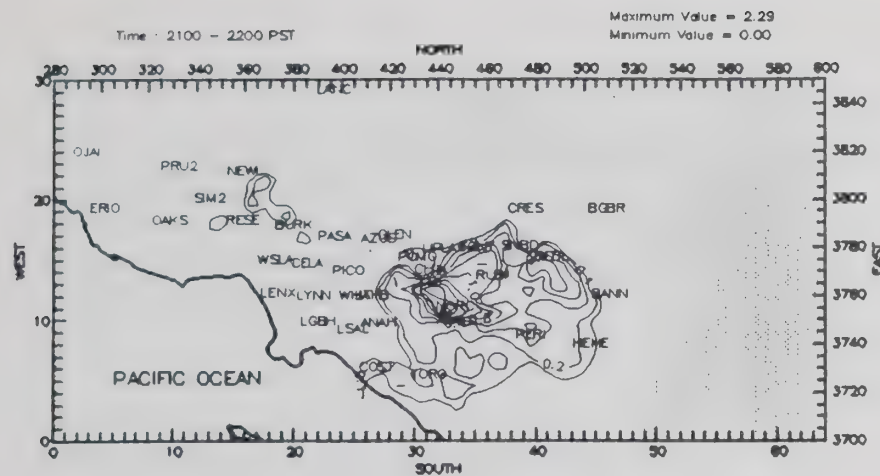 Maximum Value = 2.29
Time : 2100 - 2200 PST
Minimum Value = 0.00
NORTH
280 300 320 340 360 380 400 420 440 460 480 500 520 540 560 580 600
30
LANC
3840
OJAI
PRU2 NEWL
3820
20 ERIO SIM2 CRES BGBR 3800
OAKS RESE BURK
PASA AZUS GLEN
WEST EAST
3780
WSLA CELA PICO RUBI
LENX LYNN WHIT BANN 3760
10 LGBH LSAL ANAH PERI HEME 3740
0.2
PACIFIC OCEAN COST TORO 3720
0 3700
0 10 20 30 40 50 60
SOUTH